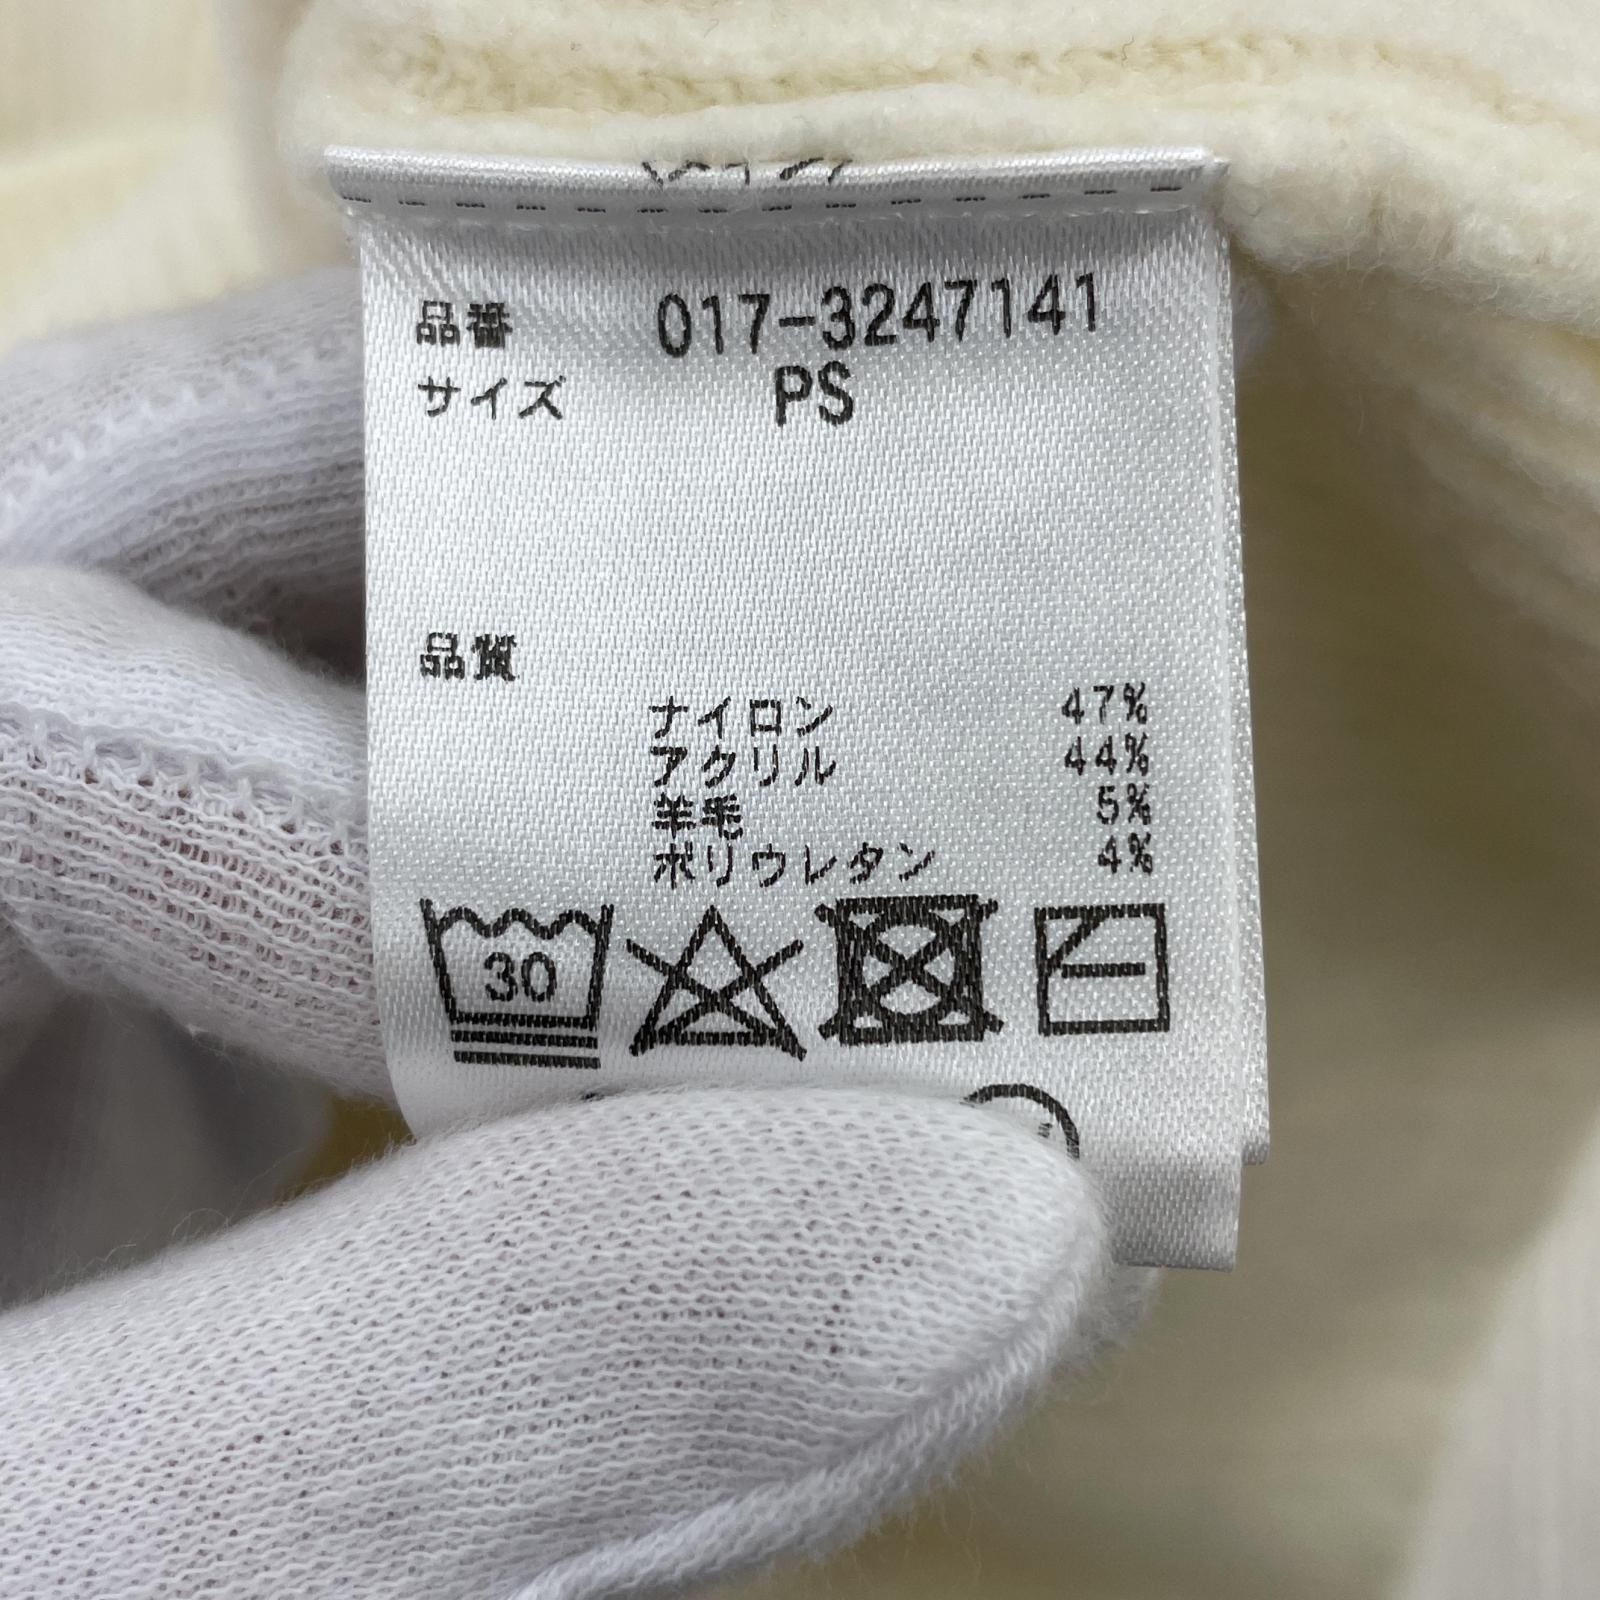 品番 017-3247141
サイズ PS
品質
ナイロン 47%
アクリル 44%
羊毛 5%
ポリウレタン 4%
30